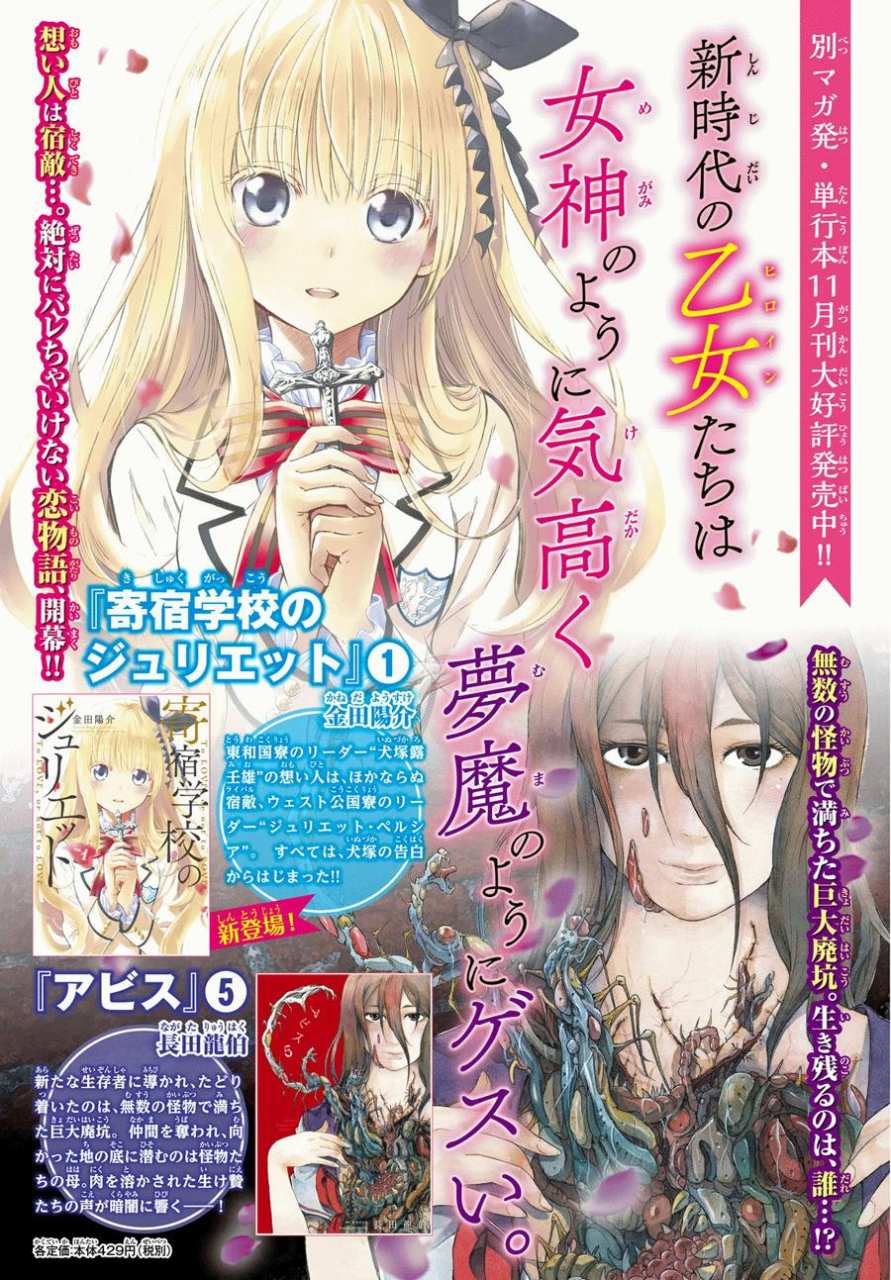 別マガ発・単行本11月刊大好評発売中!!
新時代の乙女たちは
女神のように気高く
夢魔のようにゲスい。
想い人は宿敵…。絶対にバレちゃいけない恋物語、開幕!!
『寄宿学校の
ジュリエット』①
金田陽介
東和国寮のリーダー“犬塚露
壬雄”の想い人は、ほかならぬ
宿敵、ウェスト公国寮のリー
ダー“ジュリエット・ペルシ
ア”。 すべては、犬塚の告白
からはじまった!!
金田陽介
寄宿学校の
ジュリエット
新登場!
無数の怪物で満ちた巨大廃坑。生き残るのは、誰…!?
『アビス』⑤
長田龍伯
新たな生存者に導かれ、たどり
着いたのは、無数の怪物で満ち
た巨大廃坑。 仲間を奪われ、向
かった地の底に潜むのは怪物た
ちの母。肉を溶かされた生け贄
たちの声が暗闇に響く——!
アビス5
長田龍伯
各定価:本体429円(税別)